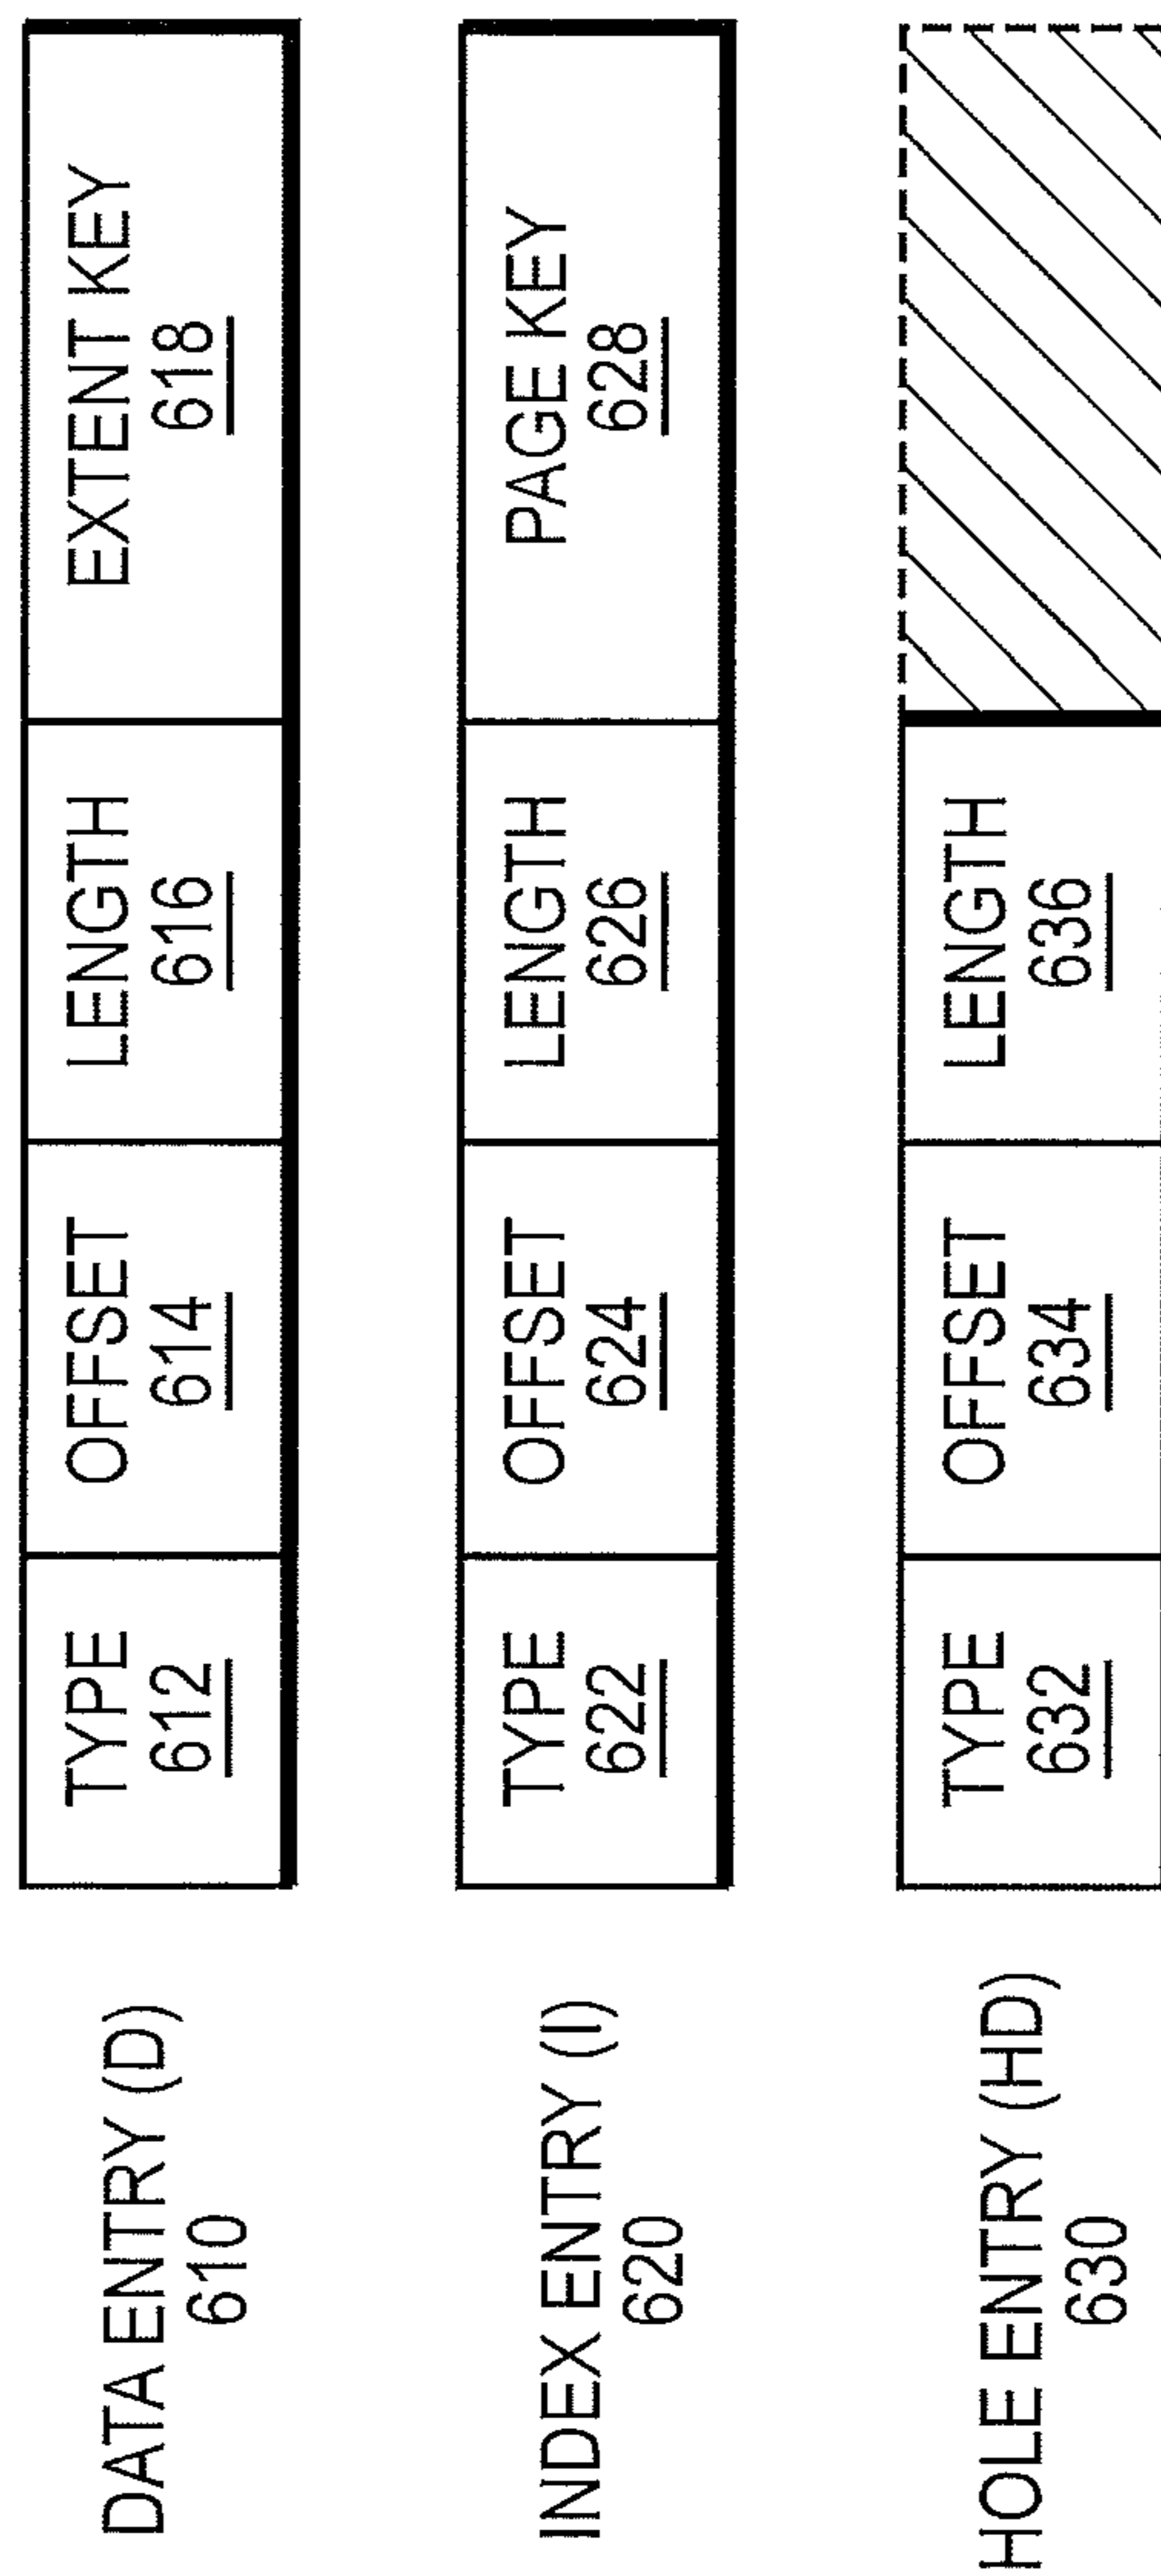 DATA ENTRY (D)
610
TYPE
612
OFFSET
614
LENGTH
616
EXTENT KEY
618
INDEX ENTRY (I)
620
TYPE
622
OFFSET
624
LENGTH
626
PAGE KEY
628
HOLE ENTRY (HD)
630
TYPE
632
OFFSET
634
LENGTH
636